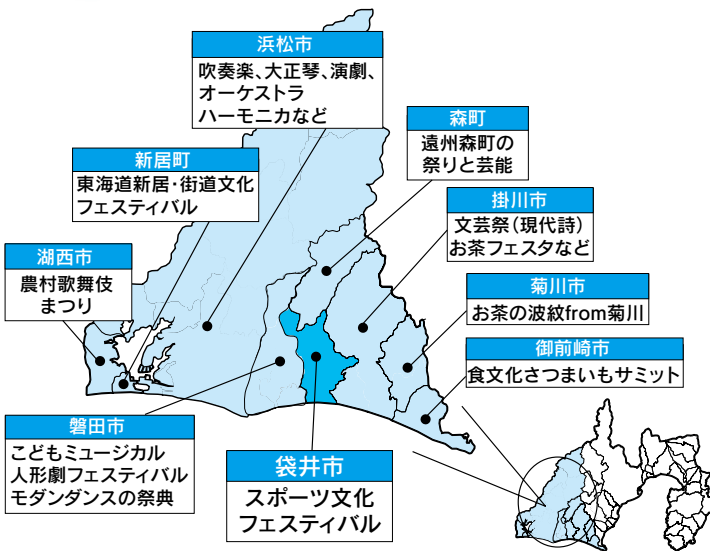 浜松市
吹奏楽、大正琴、演劇、
オーケストラ
ハーモニカなど
森町
遠州森町の
祭りと芸能
新居町
東海道新居・街道文化
フェスティバル
掛川市
文芸祭（現代詩）
お茶フェスタなど
湖西市
農村歌舞伎
まつり
菊川市
お茶の波紋from菊川
御前崎市
食文化さつまいもサミット
磐田市
こどもミュージカル
人形劇フェスティバル
モダンダンスの祭典
袋井市
スポーツ文化
フェスティバル